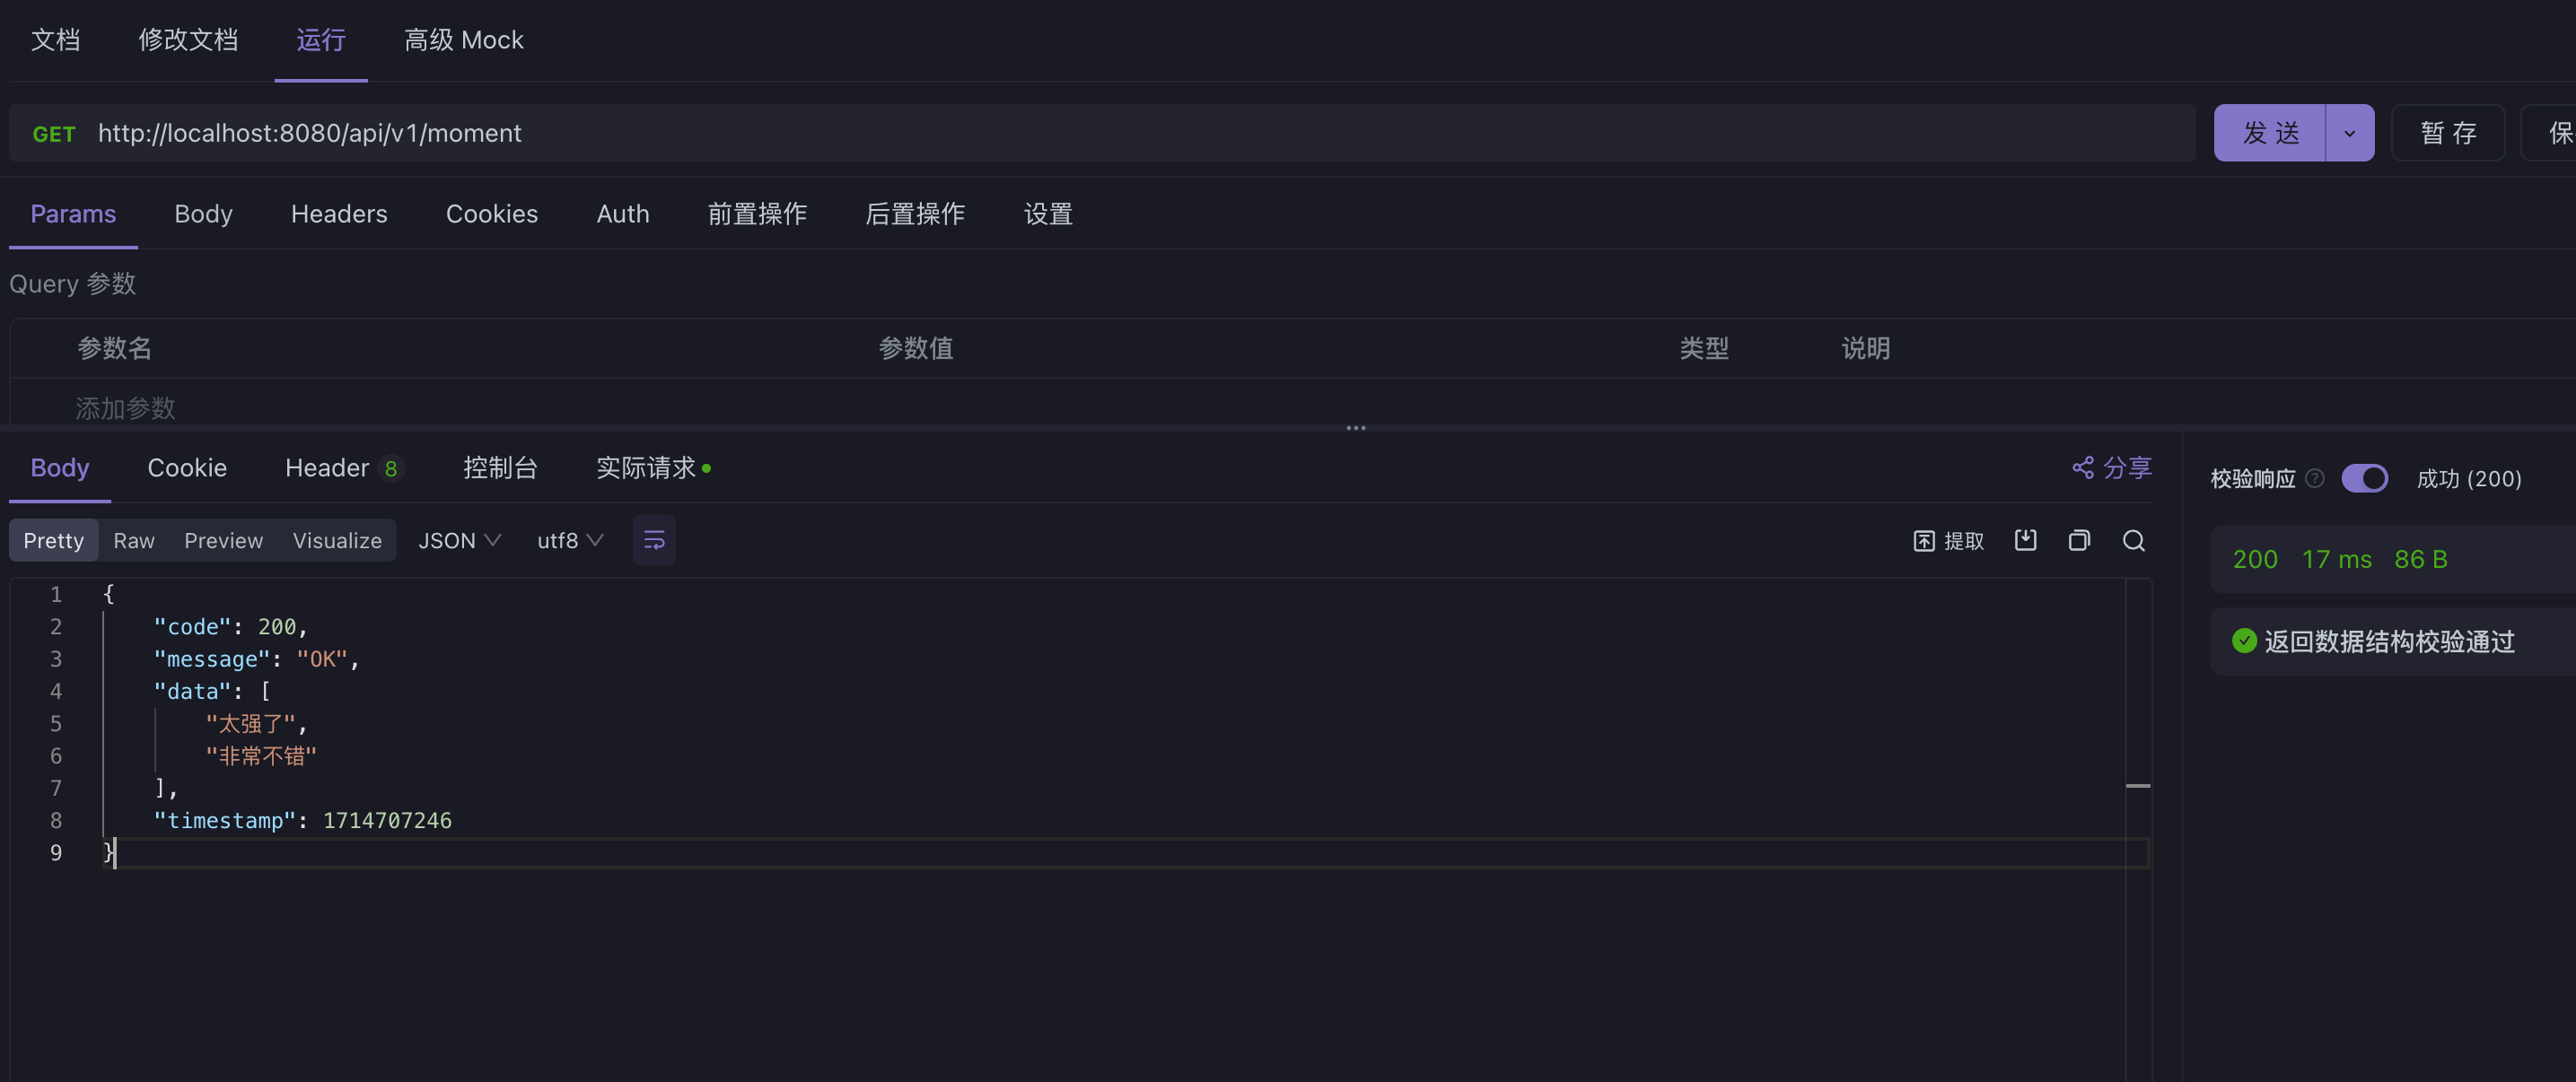 文档 修改文档 运行 高级 Mock
GET http://localhost:8080/api/v1/moment 发 送 暂 存 保
Params Body Headers Cookies Auth 前置操作 后置操作 设置
Query 参数
参数名 参数值 类型 说明
添加参数
Body Cookie Header 8 控制台 实际请求 分享
校验响应 ? 成功 (200)
Pretty Raw Preview Visualize JSON utf8 提取
200 17 ms 86 B
返回数据结构校验通过
1 {
2 "code": 200,
3 "message": "OK",
4 "data": [
5 "太强了",
6 "非常不错"
7 ],
8 "timestamp": 1714707246
9 }